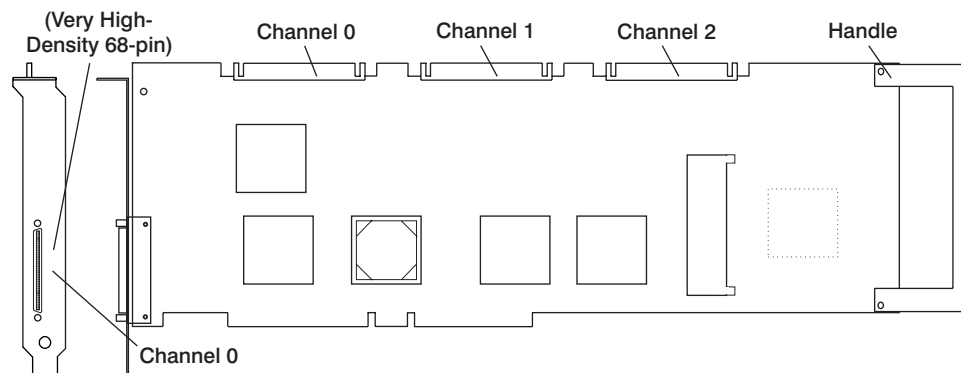 (Very High-
Density 68-pin)
Channel 0
Channel 1
Channel 2
Handle
Channel 0